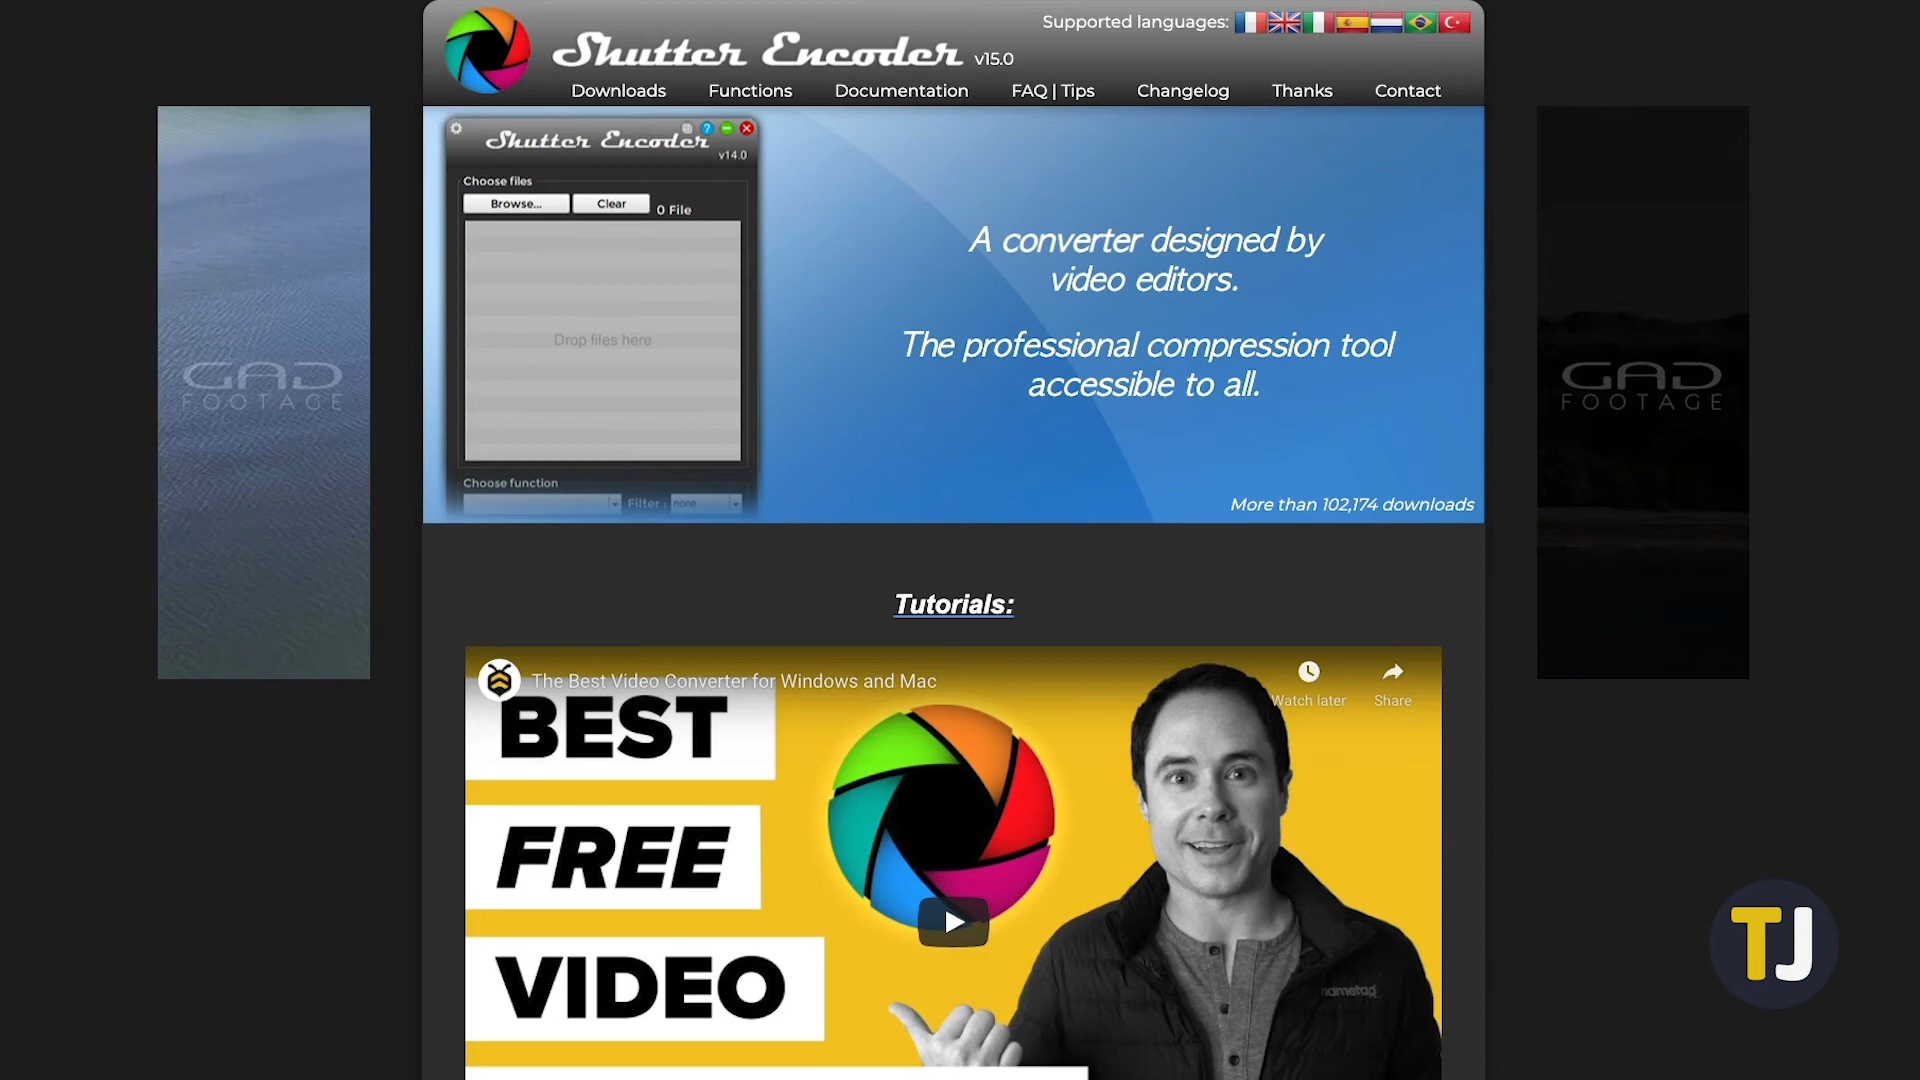 Supported languages:
Shutter Encoder v15.0
Downloads Functions Documentation FAQ | Tips Changelog Thanks Contact
Shutter Encoder
v14.0
Choose files
Browse... Clear 0 File
Drop files here
Choose function
Filter : none
A converter designed by
video editors.
The professional compression tool
accessible to all.
More than 102,174 downloads
GAD
FOOTAGE
GAD
FOOTAGE
Tutorials:
The Best Video Converter for Windows and Mac
Watch later Share
BEST
FREE
VIDEO
nametag
TJ